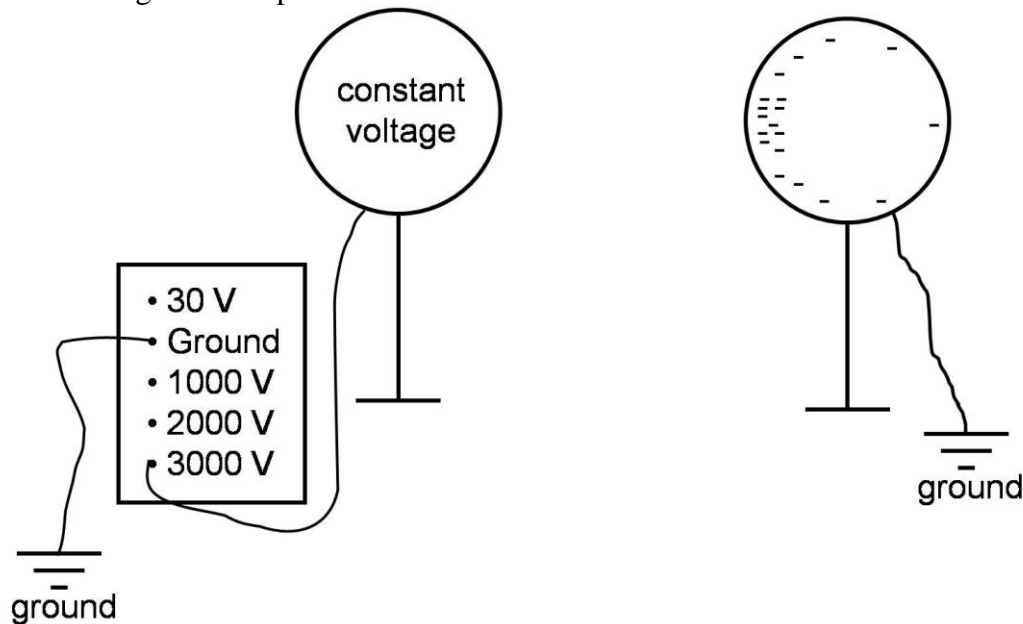 constant
voltage
• 30 V
• Ground
• 1000 V
• 2000 V
• 3000 V
ground
ground